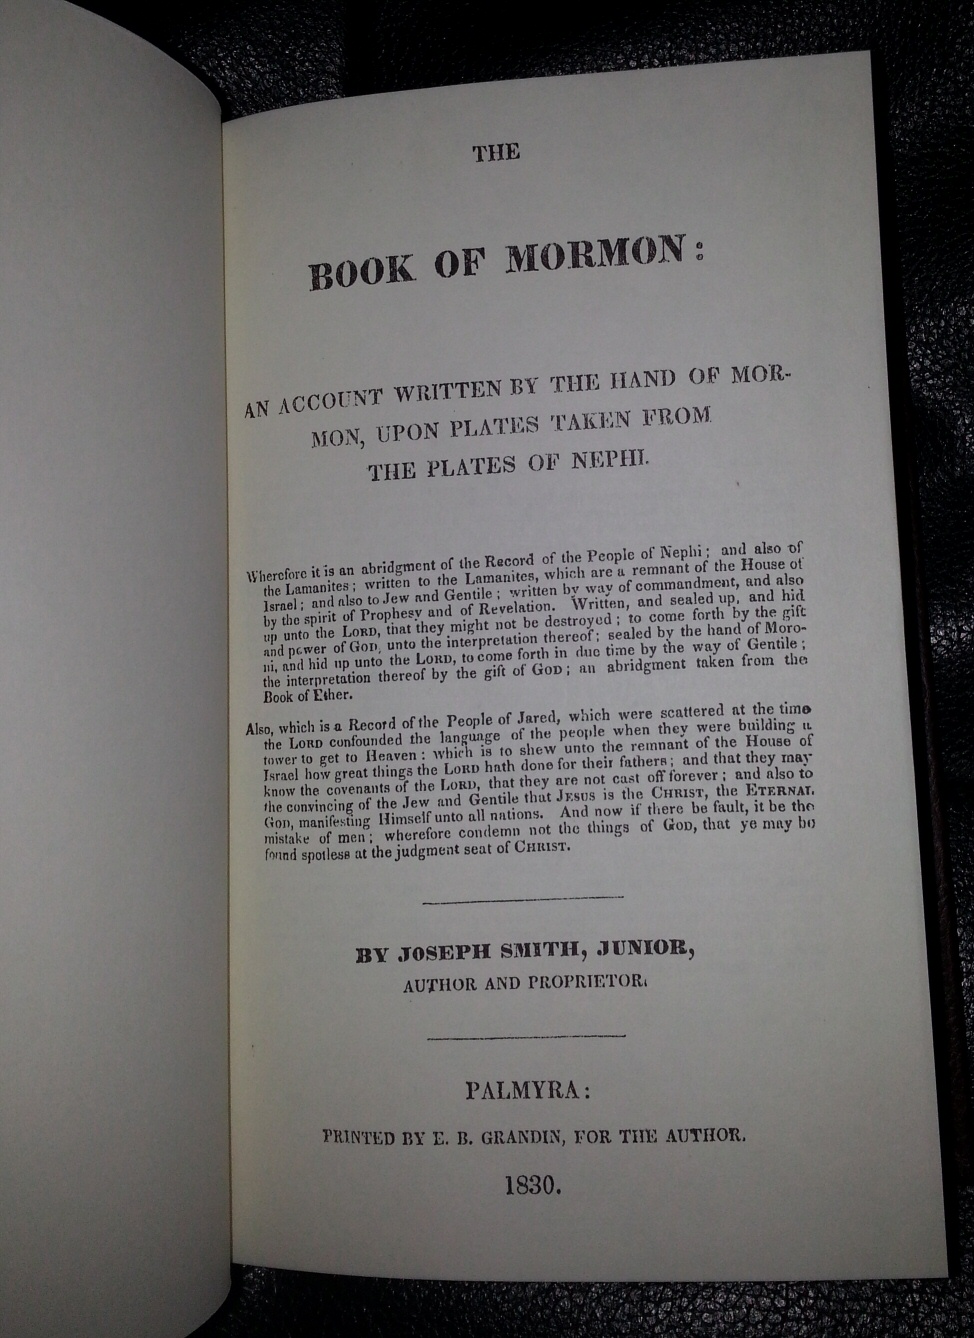 THE
BOOK OF MORMON:
AN ACCOUNT WRITTEN BY THE HAND OF MOR-
MON, UPON PLATES TAKEN FROM
THE PLATES OF NEPHI.
Wherefore it is an abridgment of the Record of the People of Nephi; and also of
the Lamanites; written to the Lamanites, which are a remnant of the House of
Israel; and also to Jew and Gentile; written by way of commandment, and also
by the spirit of Prophesy and of Revelation. Written, and sealed up, and hid
up unto the LORD, that they might not be destroyed; to come forth by the gift
and power of GOD, unto the interpretation thereof; sealed by the hand of Moro-
ni, and hid up unto the LORD, to come forth in due time by the way of Gentile;
the interpretation thereof by the gift of GOD; an abridgment taken from the
Book of Ether.
Also, which is a Record of the People of Jared, which were scattered at the time
the LORD confounded the language of the people when they were building a
tower to get to Heaven: which is to shew unto the remnant of the House of
Israel how great things the LORD hath done for their fathers; and that they may
know the covenants of the LORD, that they are not cast off forever; and also to
the convincing of the Jew and Gentile that JESUS is the CHRIST, the ETERNAL
GOD, manifesting Himself unto all nations. And now if there be fault, it be the
mistake of men; wherefore condemn not the things of GOD, that ye may be
found spotless at the judgment seat of CHRIST.
BY JOSEPH SMITH, JUNIOR,
AUTHOR AND PROPRIETOR.
PALMYRA:
PRINTED BY E. B. GRANDIN, FOR THE AUTHOR.
1830.